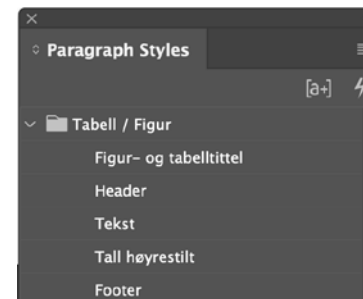 Paragraph Styles
[a+]
Tabell / Figur
Figur- og tabelltittel
Header
Tekst
Tall høyrestilt
Footer